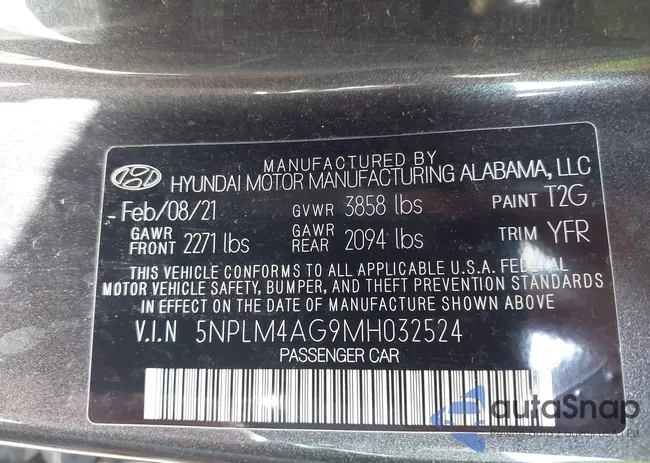 MANUFACTURED BY
HYUNDAI MOTOR MANUFACTURING ALABAMA, LLC
-Feb/08/21 GVWR 3858 lbs PAINT T2G
GAWR FRONT 2271 lbs GAWR REAR 2094 lbs TRIM YFR
THIS VEHICLE CONFORMS TO ALL APPLICABLE U.S.A. FEDERAL
MOTOR VEHICLE SAFETY, BUMPER, AND THEFT PREVENTION STANDARDS
IN EFFECT ON THE DATE OF MANUFACTURE SHOWN ABOVE
V.I.N 5NPLM4AG9MH032524
PASSENGER CAR
autoSnap